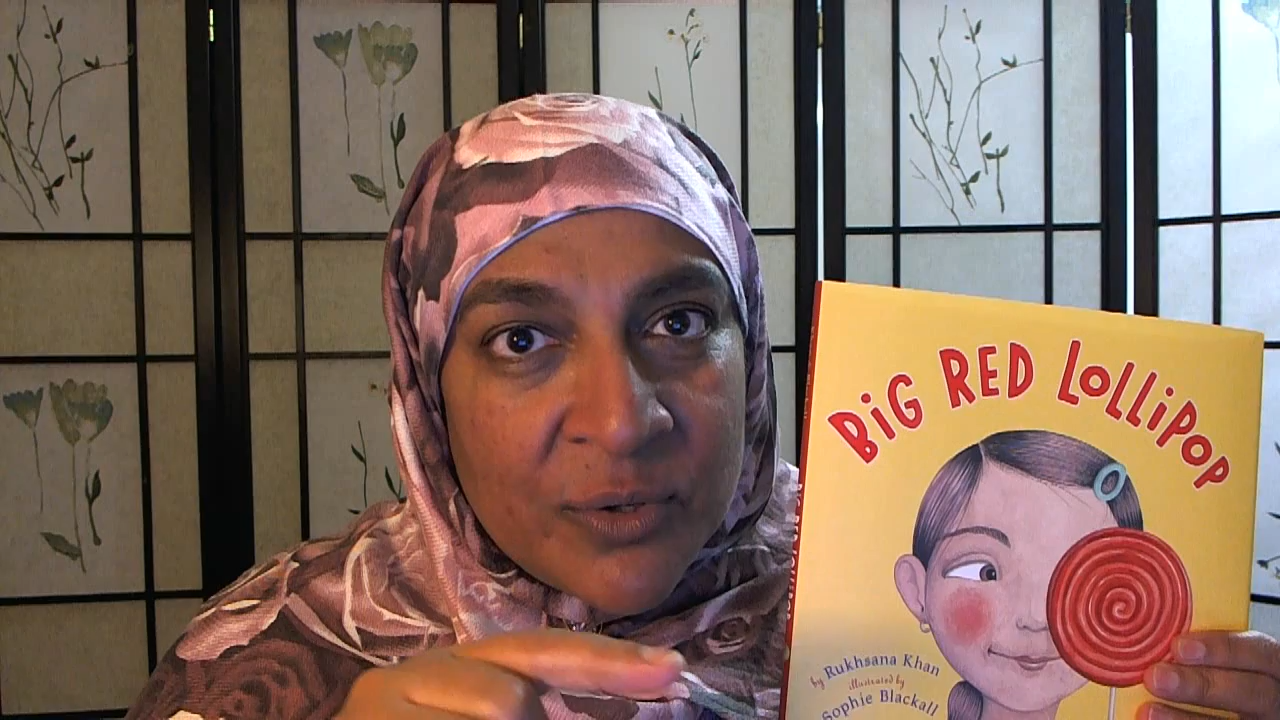 BiG RED LoLLiPoP
by Rukhsana Khan
illustrated by
Sophie Blackall